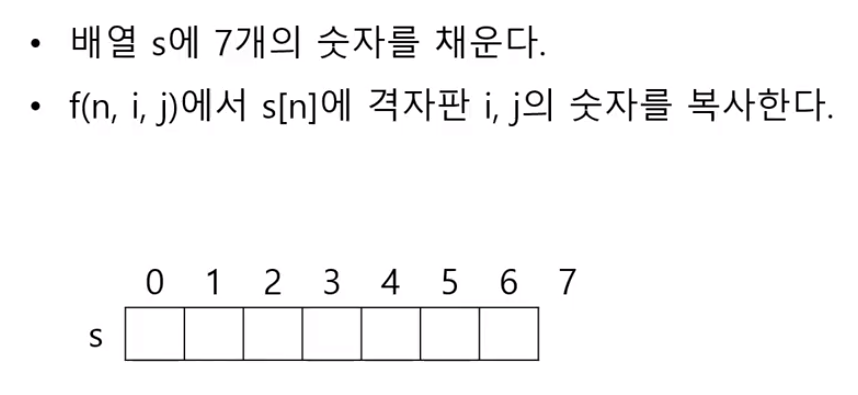 • 배열 s에 7개의 숫자를 채운다.
• f(n, i, j)에서 s[n]에 격자판 i, j의 숫자를 복사한다.
0 1 2 3 4 5 6 7
s